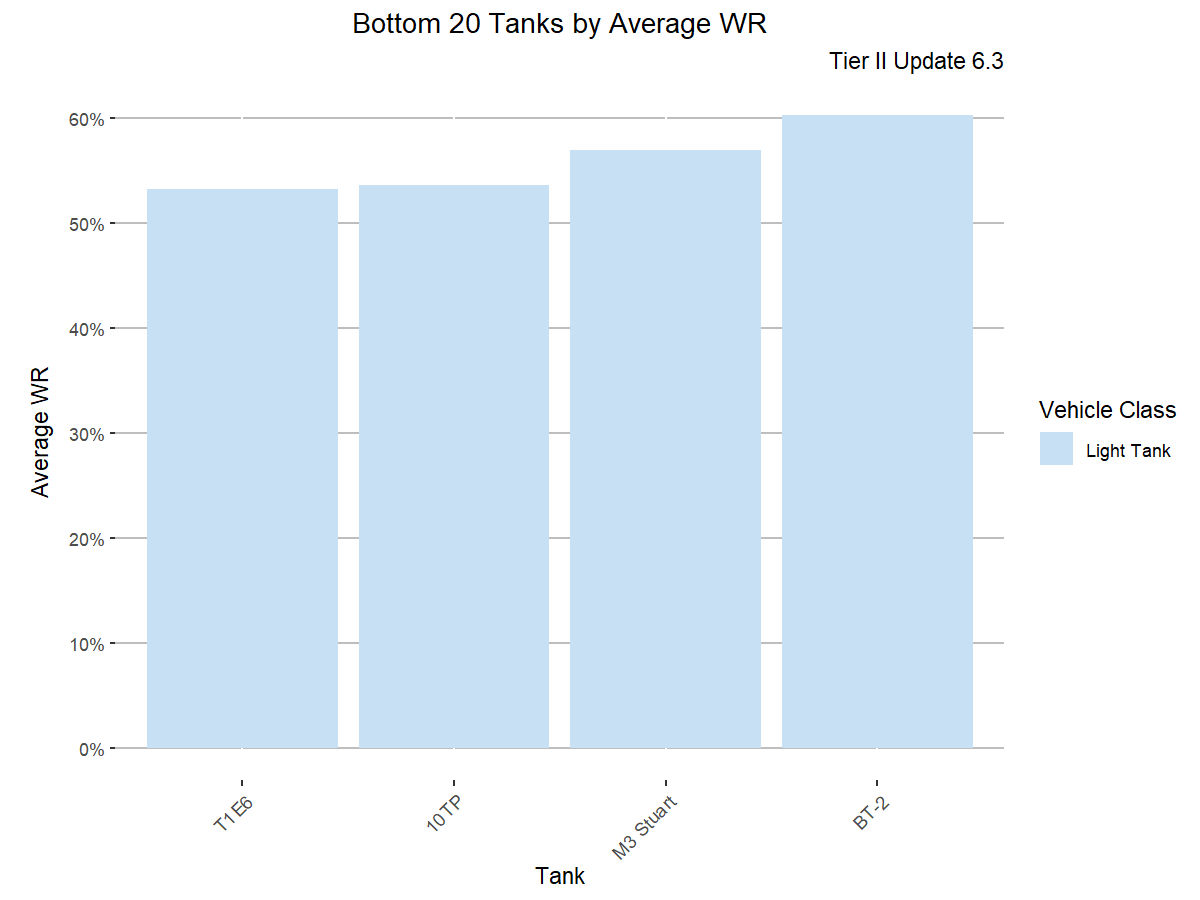 Bottom 20 Tanks by Average WR
Tier II Update 6.3
60%
50%
40%
30%
20%
10%
0%
Average WR
T1E6
10TP
M3 Stuart
BT-2
Tank
Vehicle Class
Light Tank